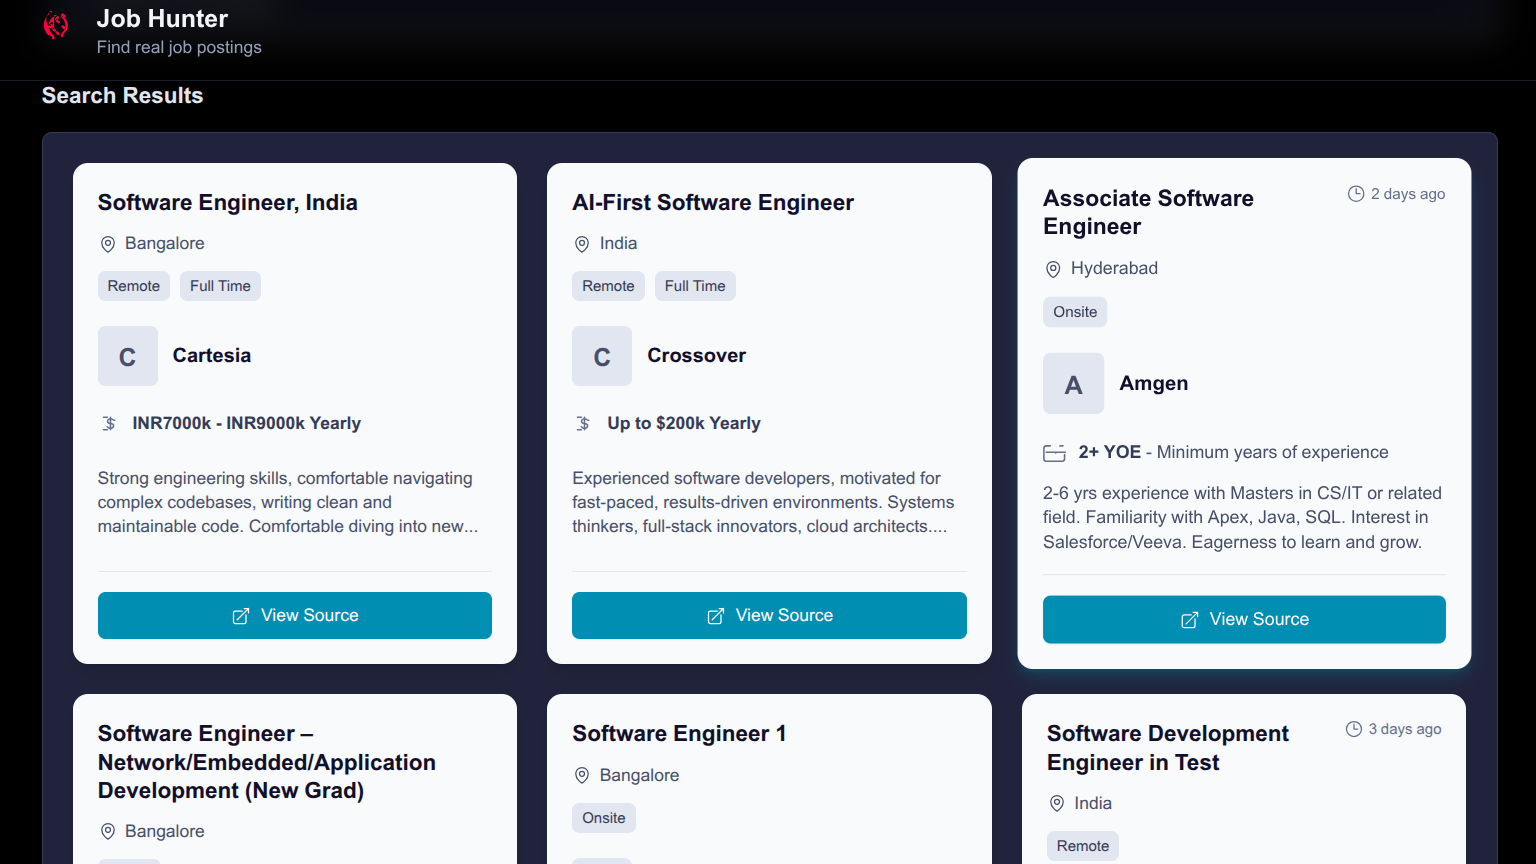 Job Hunter
Find real job postings
Search Results
Software Engineer, India
Bangalore
Remote
Full Time
C
Cartesia
INR7000k - INR9000k Yearly
Strong engineering skills, comfortable navigating
complex codebases, writing clean and
maintainable code. Comfortable diving into new...
View Source
AI-First Software Engineer
India
Remote
Full Time
C
Crossover
Up to $200k Yearly
Experienced software developers, motivated for
fast-paced, results-driven environments. Systems
thinkers, full-stack innovators, cloud architects....
View Source
Associate Software
Engineer
2 days ago
Hyderabad
Onsite
A
Amgen
2+ YOE - Minimum years of experience
2-6 yrs experience with Masters in CS/IT or related
field. Familiarity with Apex, Java, SQL. Interest in
Salesforce/Veeva. Eagerness to learn and grow.
View Source
Software Engineer –
Network/Embedded/Application
Development (New Grad)
Bangalore
Software Engineer 1
Bangalore
Onsite
Software Development
Engineer in Test
3 days ago
India
Remote